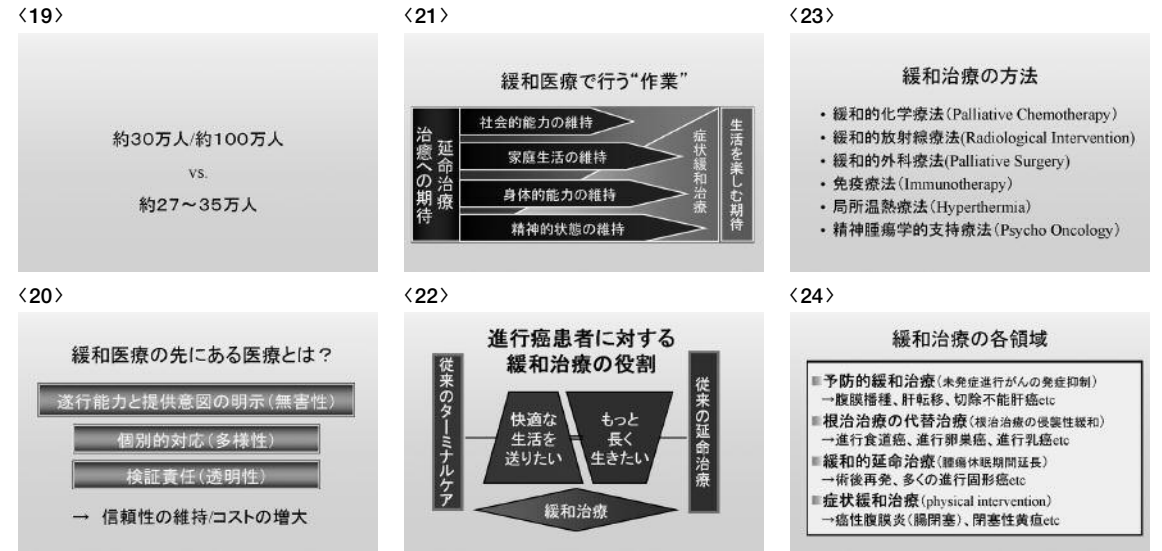 〈19〉
約30万人/約100万人
vs.
約27～35万人
〈20〉
緩和医療の先にある医療とは?
遂行能力と提供意図の明示(無害性)
個別的対応(多様性)
検証責任(透明性)
→ 信頼性の維持/コストの増大
〈21〉
緩和医療で行う“作業”
治癒への期待
延命治療
社会的能力の維持
家庭生活の維持
身体的能力の維持
精神的状態の維持
症状緩和治療
生活を楽しむ期待
〈22〉
進行癌患者に対する
緩和治療の役割
従来のターミナルケア
快適な
生活を
送りたい
もっと
長く
生きたい
従来の延命治療
緩和治療
〈23〉
緩和治療の方法
・緩和的化学療法(Palliative Chemotherapy)
・緩和的放射線療法(Radiological Intervention)
・緩和的外科療法(Palliative Surgery)
・免疫療法(Immunotherapy)
・局所温熱療法(Hyperthermia)
・精神腫瘍学的支持療法(Psycho Oncology)
〈24〉
緩和治療の各領域
■予防的緩和治療(未発症進行がんの発症抑制)
→腹膜播種、肝転移、切除不能肝癌etc
■根治治療の代替治療(根治治療の侵襲性緩和)
→進行食道癌、進行卵巣癌、進行乳癌etc
■緩和的延命治療(腫瘍休眠期間延長)
→術後再発、多くの進行固形癌etc
■症状緩和治療(physical intervention)
→癌性腹膜炎(腸閉塞)、閉塞性黄疸etc